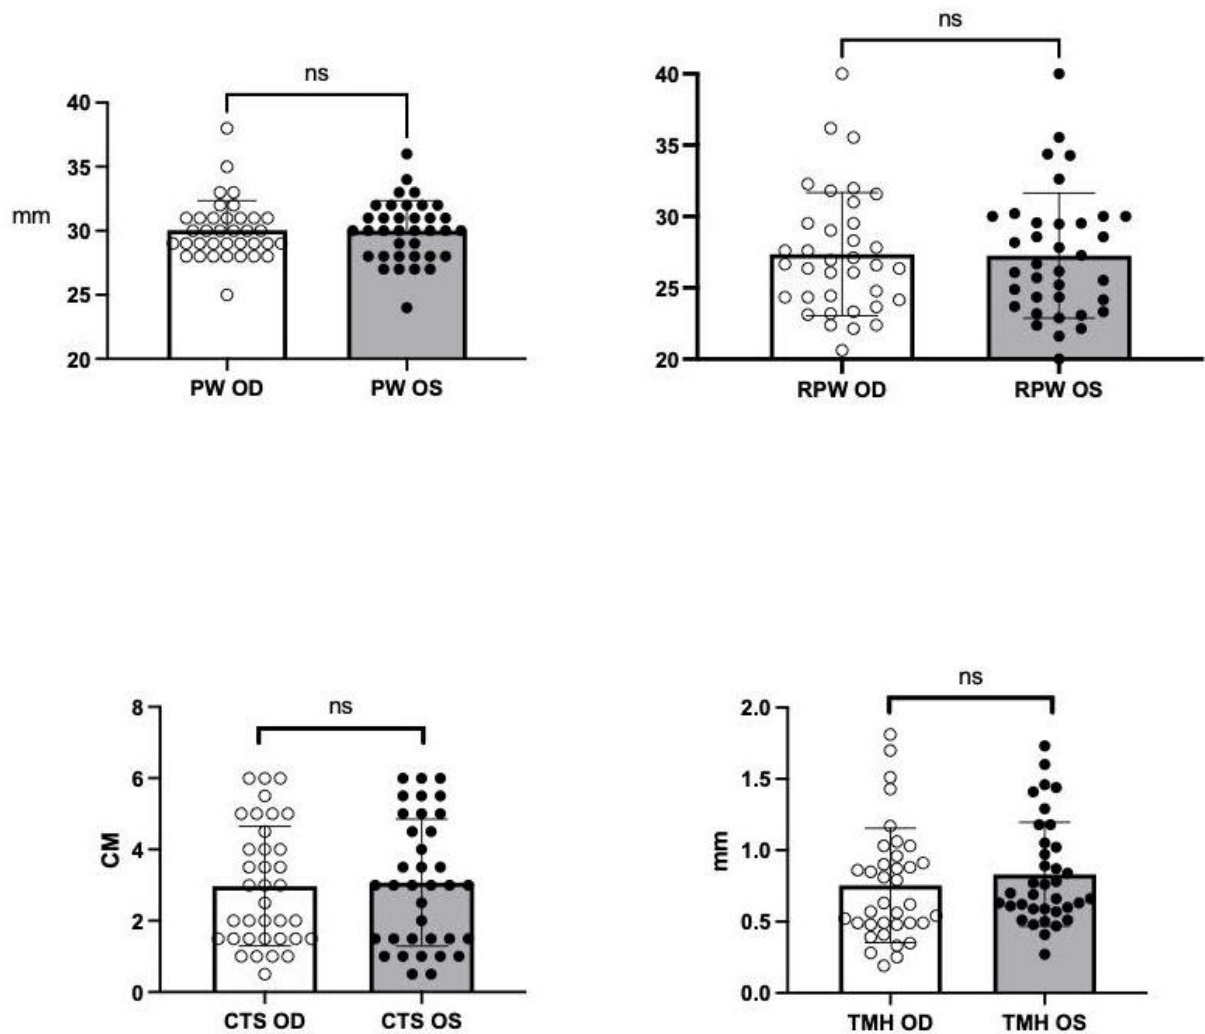 ns
40
35
mm
30
25
20
PW OD PW OS
ns
40
35
30
25
20
RPW OD RPW OS
ns
8
6
CM
4
2
0
CTS OD CTS OS
ns
2.0
1.5
mm
1.0
0.5
0.0
TMH OD TMH OS